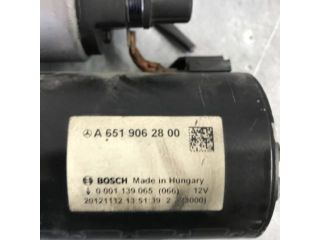 A 651 906 28 00
BOSCH Made in Hungary
0 001 139 065 (066) 12V
20121112 13 51 39 2 (3000)